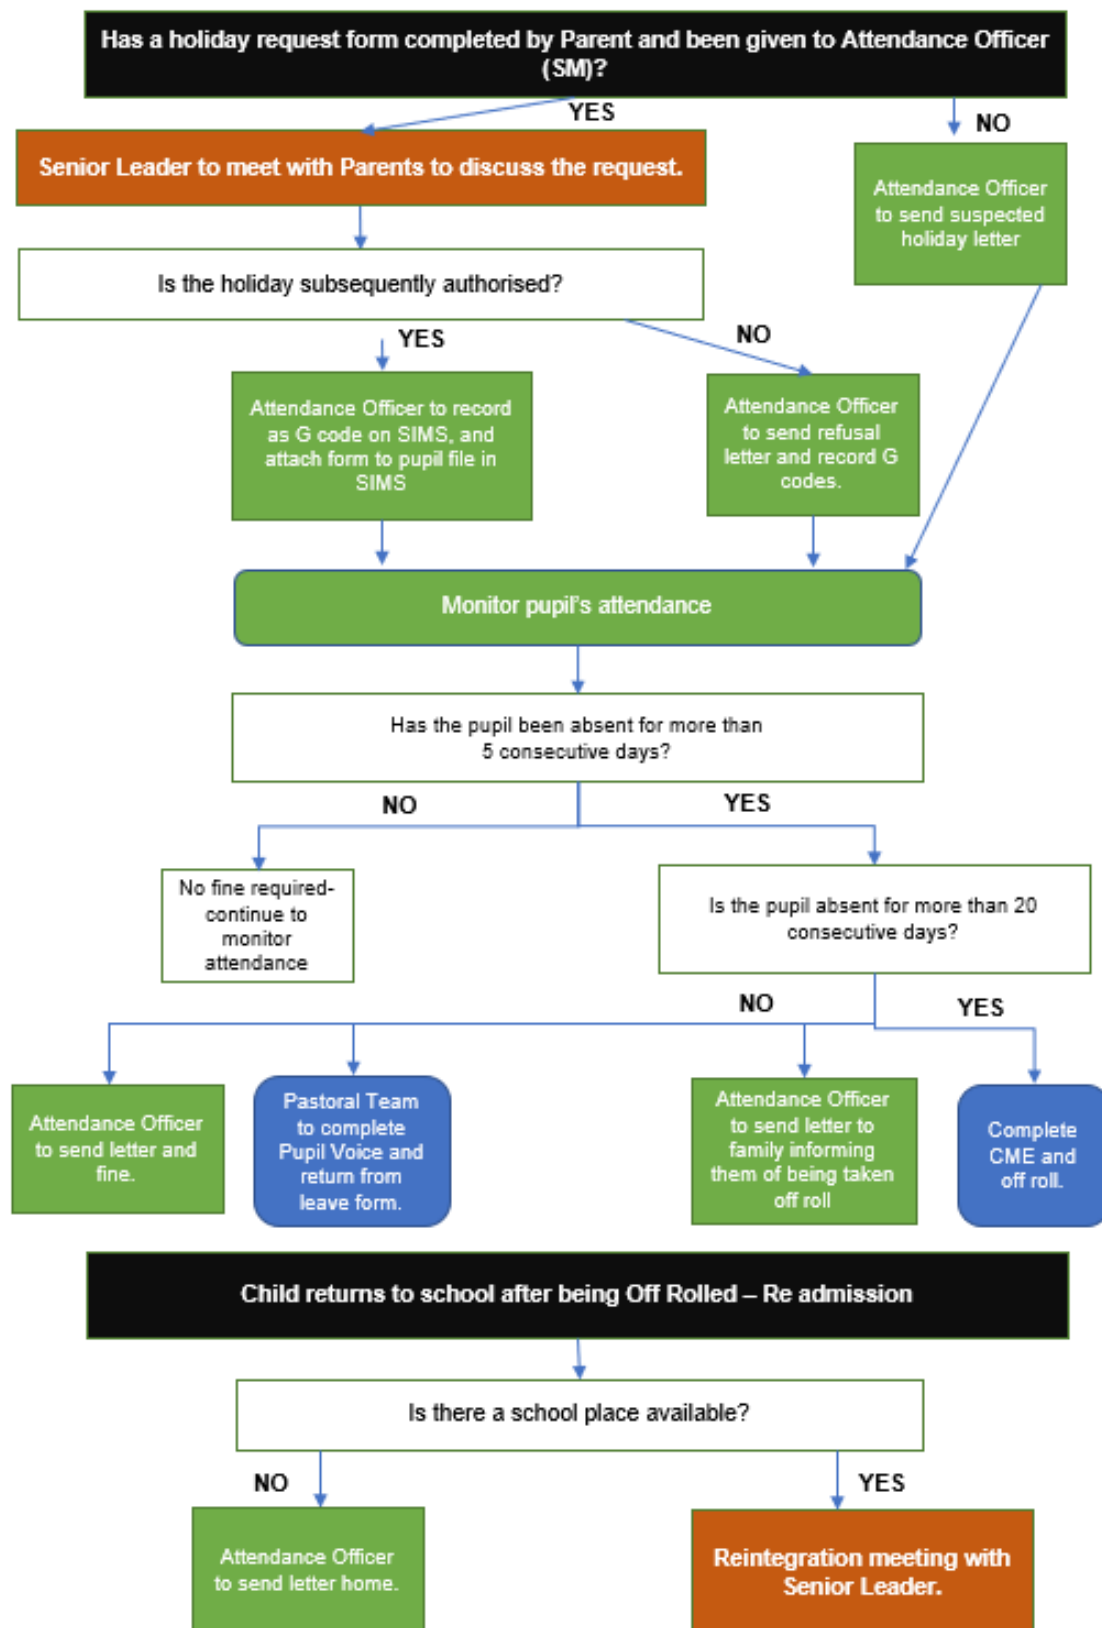 Has a holiday request form completed by Parent and been given to Attendance Officer
(SM)?
YES
NO
Senior Leader to meet with Parents to discuss the request.
Attendance Officer
to send suspected
holiday letter
Is the holiday subsequently authorised?
YES
NO
Attendance Officer to record
as G code on SIMS, and
attach form to pupil file in
SIMS
Attendance Officer
to send refusal
letter and record G
codes.
Monitor pupil's attendance
Has the pupil been absent for more than
5 consecutive days?
NO
YES
No fine required-
continue to
monitor
attendance
Is the pupil absent for more than 20
consecutive days?
NO
YES
Attendance Officer
to send letter and
fine.
Pastoral Team
to complete
Pupil Voice and
return from
leave form.
Attendance Officer
to send letter to
family informing
them of being taken
off roll
Complete
CME and
off roll.
Child returns to school after being Off Rolled – Re admission
Is there a school place available?
NO
YES
Attendance Officer
to send letter home.
Reintegration meeting with
Senior Leader.